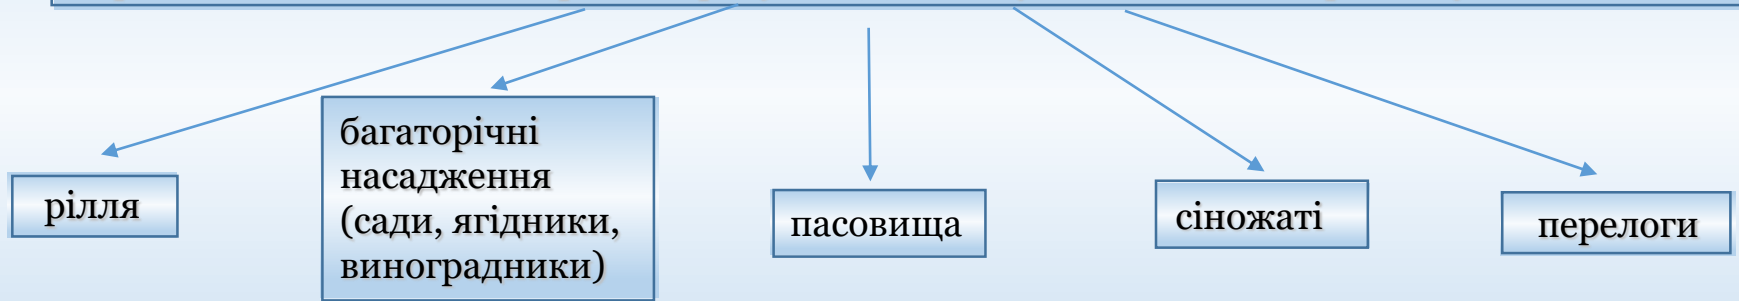 рілля
багаторічні
насадження
(сади, ягідники,
виноградники)
пасовища
сіножаті
перелоги